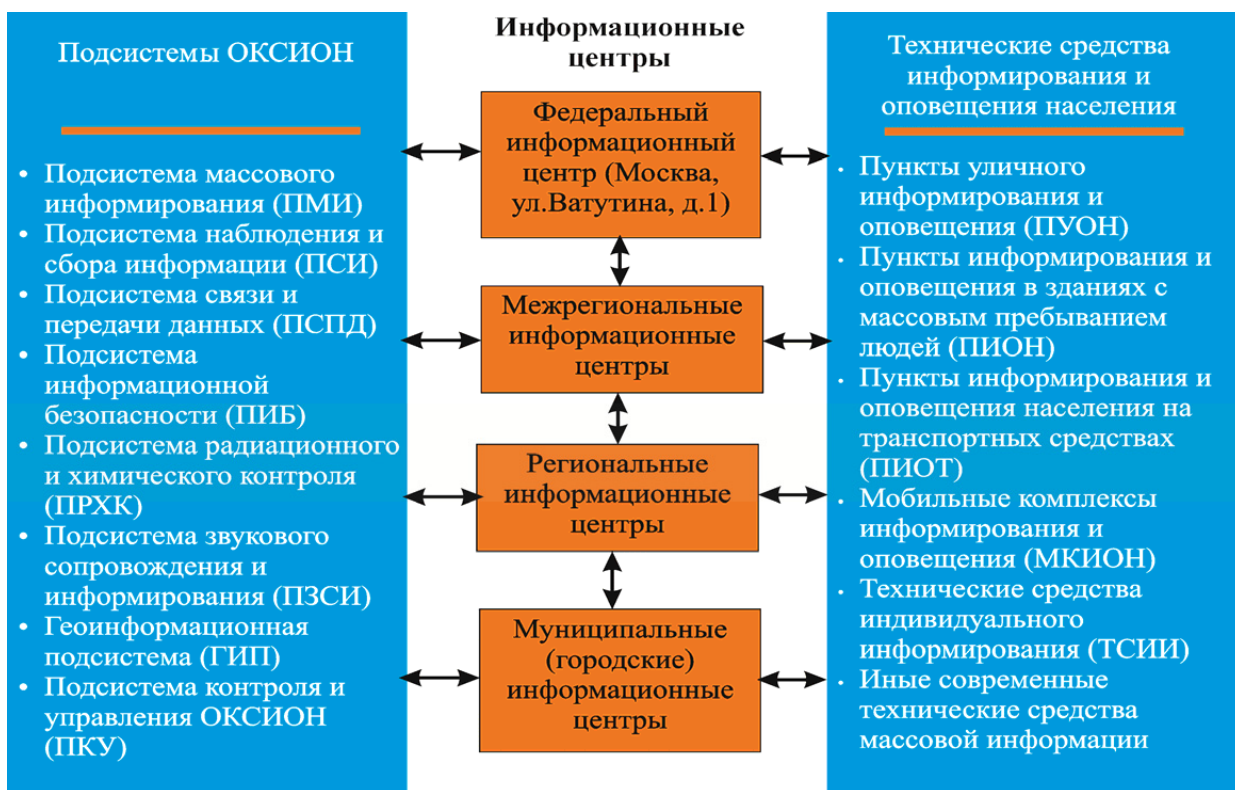 Подсистемы ОКСИОН
• Подсистема массового
информирования (ПМИ)
• Подсистема наблюдения и
сбора информации (ПСИ)
• Подсистема связи и
передачи данных (ПСПД)
• Подсистема
информационной
безопасности (ПИБ)
• Подсистема радиационного
и химического контроля
(ПРХК)
• Подсистема звукового
сопровождения и
информирования (ПЗСИ)
• Геоинформационная
подсистема (ГИП)
• Подсистема контроля и
управления ОКСИОН
(ПКУ)
Информационные
центры
Федеральный
информационный
центр (Москва,
ул.Ватутина, д.1)
Межрегиональные
информационные
центры
Региональные
информационные
центры
Муниципальные
(городские)
информационные
центры
Технические средства
информирования и
оповещения населения
• Пункты уличного
информирования и
оповещения (ПУОН)
• Пункты информирования и
оповещения в зданиях с
массовым пребыванием
людей (ПИОН)
• Пункты информирования и
оповещения населения на
транспортных средствах
(ПИОТ)
• Мобильные комплексы
информирования и
оповещения (МКИОН)
• Технические средства
индивидуального
информирования (ТСИИ)
• Иные современные
технические средства
массовой информации